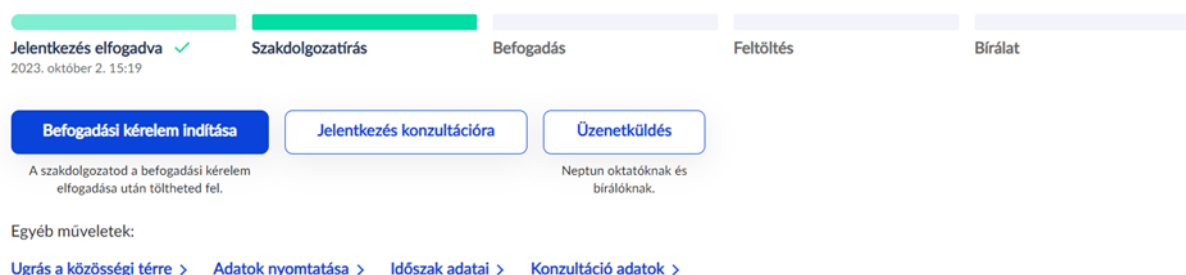 Jelentkezés elfogadva
Szakdolgozatírás
Befogadás
Feltöltés
Bírálat
2023. október 2. 15:19
Befogadási kérelem indítása
Jelentkezés konzultációra
Üzenetküldés
A szakdolgozatod a befogadási kérelem
elfogadása után töltheted fel.
Neptun oktatóknak és
bírálóknak.
Egyéb műveletek:
Ugrás a közösségi térre >
Adatok nyomtatása >
Időszak adatai >
Konzultáció adatok >